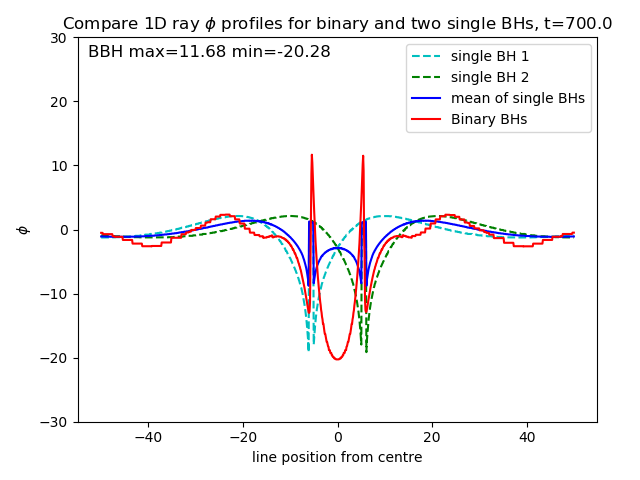 Compare 1D ray ϕ profiles for binary and two single BHs, t=700.0
BBH max=11.68 min=-20.28
single BH 1
single BH 2
mean of single BHs
Binary BHs
30
20
10
0
−10
−20
−30
ϕ
−40
−20
0
20
40
line position from centre